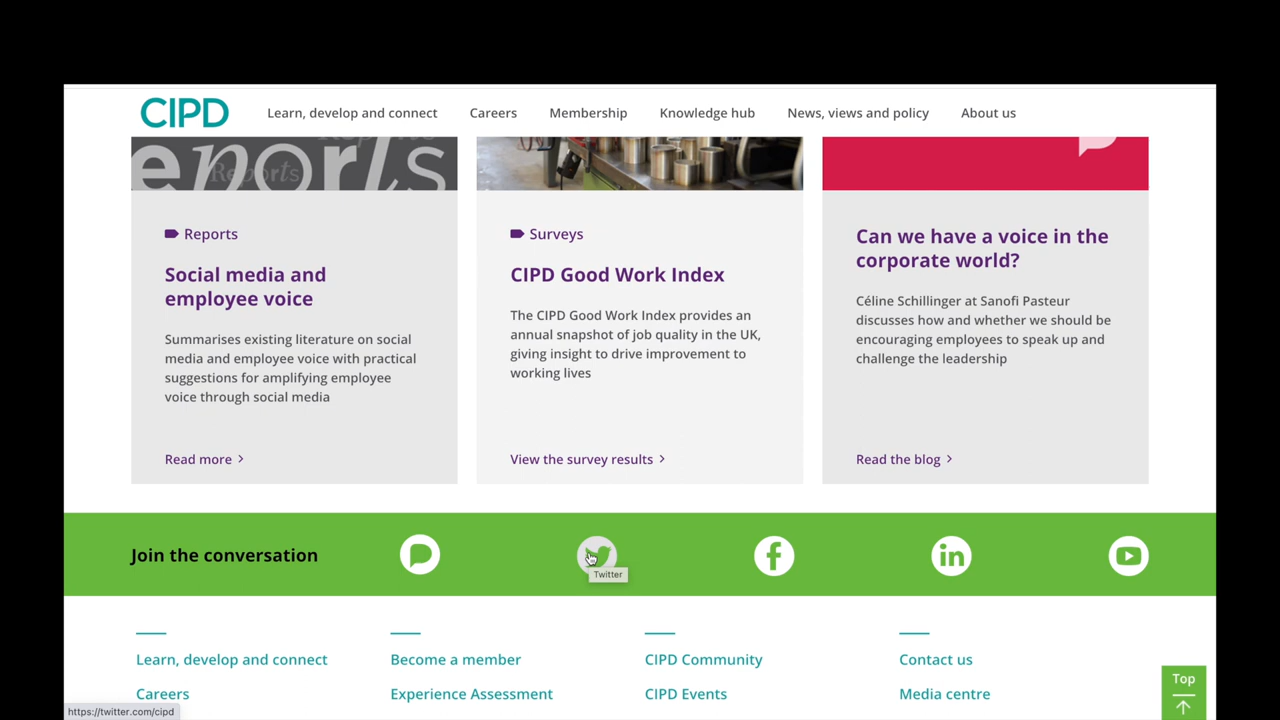 CIPD
Learn, develop and connect
Careers
Membership
Knowledge hub
News, views and policy
About us
Reports
Reports
Social media and
employee voice
Summarises existing literature on social
media and employee voice with practical
suggestions for amplifying employee
voice through social media
Read more
Surveys
CIPD Good Work Index
The CIPD Good Work Index provides an
annual snapshot of job quality in the UK,
giving insight to drive improvement to
working lives
View the survey results
Can we have a voice in the
corporate world?
Céline Schillinger at Sanofi Pasteur
discusses how and whether we should be
encouraging employees to speak up and
challenge the leadership
Read the blog
Join the conversation
f
in
Twitter
Learn, develop and connect
Become a member
CIPD Community
Contact us
Careers
Experience Assessment
CIPD Events
Media centre
Top
https://twitter.com/cipd